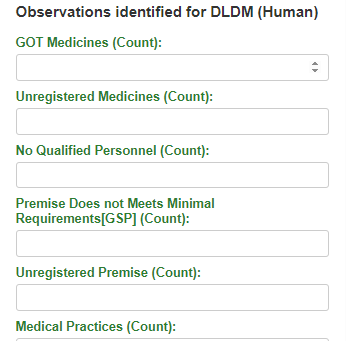 Observations identified for DLDM (Human)
GOT Medicines (Count):
Unregistered Medicines (Count):
No Qualified Personnel (Count):
Premise Does not Meets Minimal
Requirements[GSP] (Count):
Unregistered Premise (Count):
Medical Practices (Count):